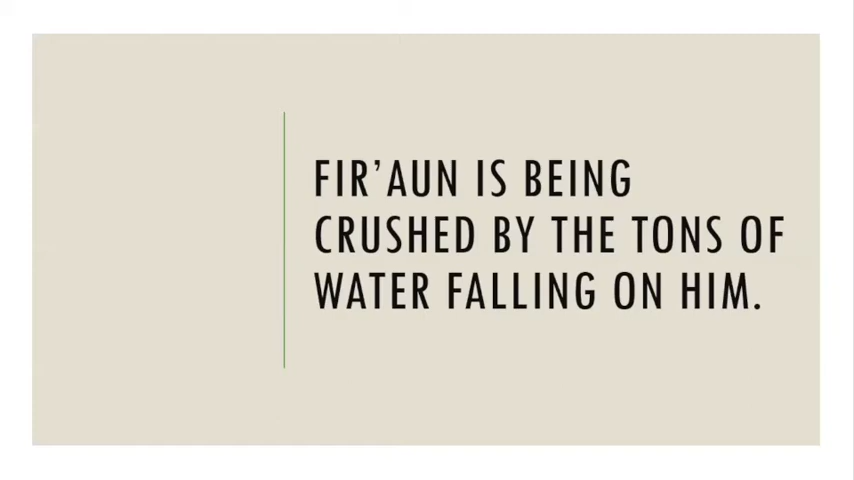 FIR’AUN IS BEING
CRUSHED BY THE TONS OF
WATER FALLING ON HIM.